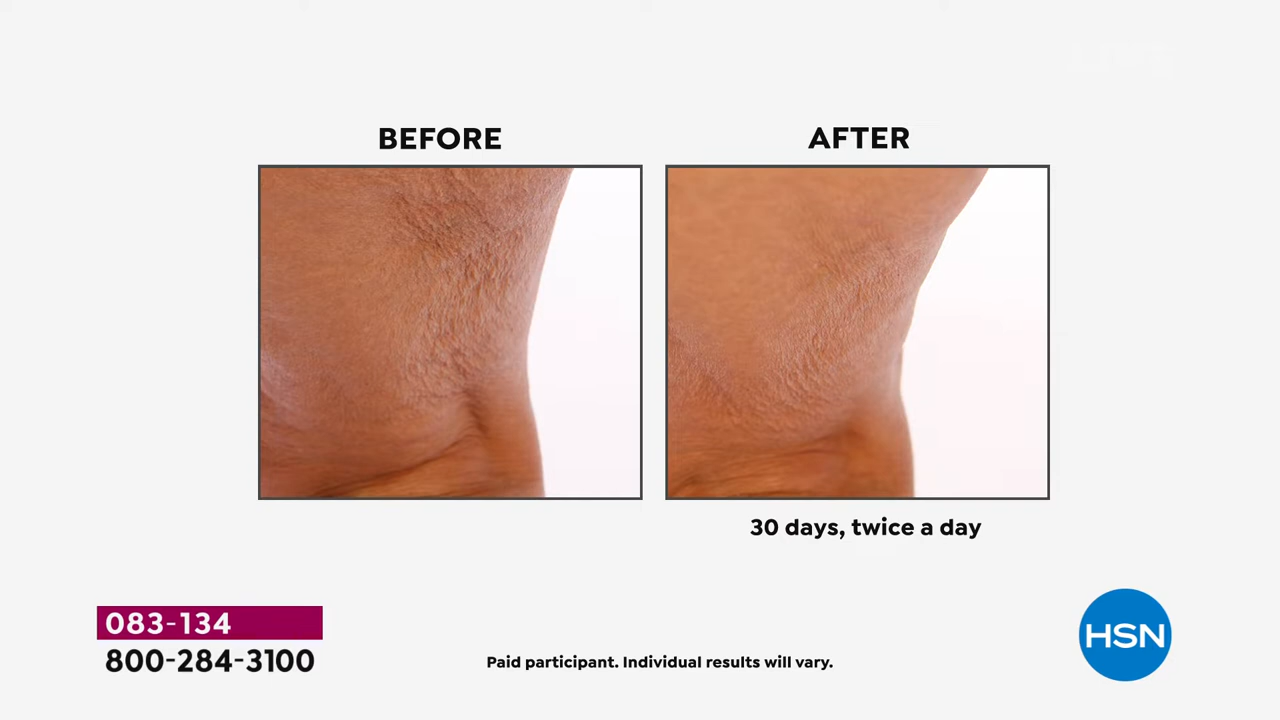 BEFORE
AFTER
30 days, twice a day
083-134
800-284-3100
Paid participant. Individual results will vary.
HSN